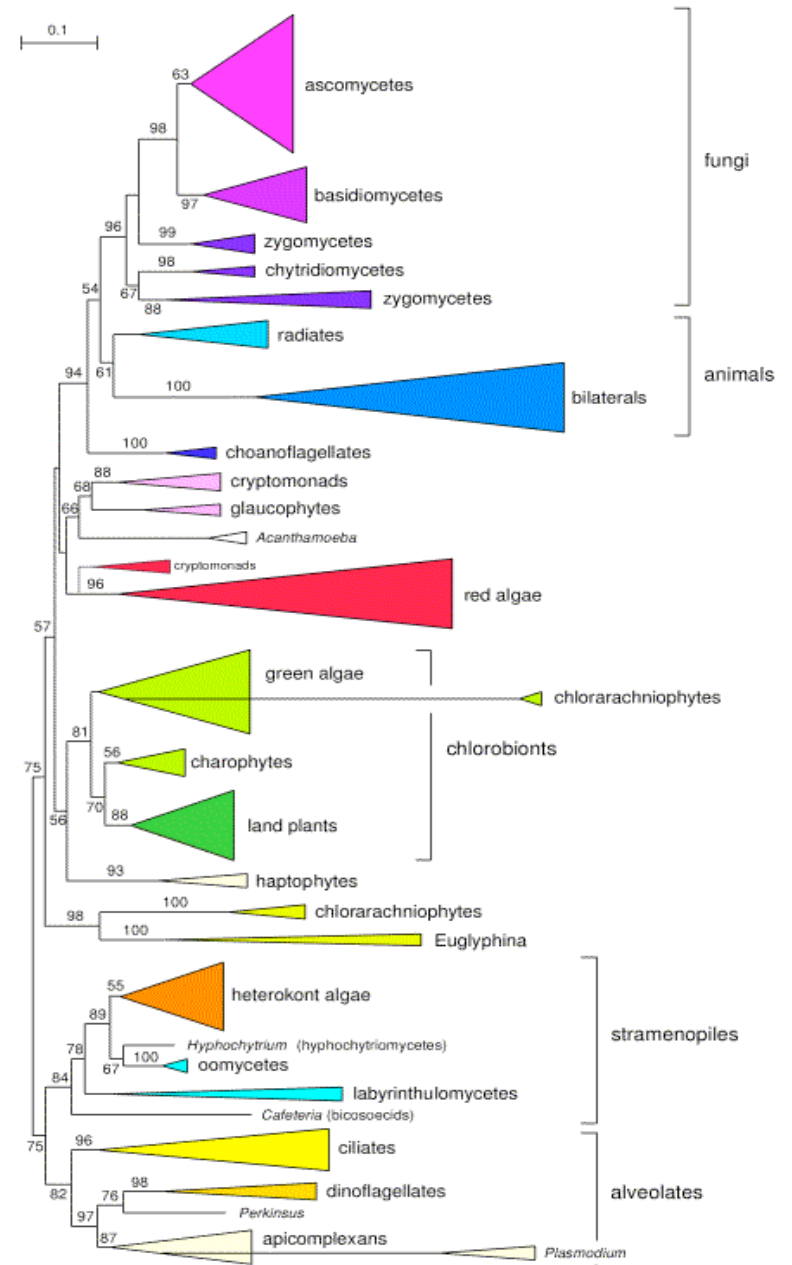 0.1
63
ascomycetes
98
fungi
basidiomycetes
97
96
99
zygomycetes
98
chytridiomycetes
54
67
zygomycetes
88
radiates
94
61
animals
100
bilaterals
100
choanoflagellates
88
cryptomonads
68
66
glaucophytes
Acanthamoeba
cryptomonads
96
red algae
57
green algae
chlorarachniophytes
81
chlorobionts
56
charophytes
75
70
56
88
land plants
93
haptophytes
100
chlorarachniophytes
98
100
Euglyphina
55
heterokont algae
89
stramenopiles
78
Hyphochytrium (hyphochytriomycetes)
67
100
oomycetes
84
labyrinthulomycetes
Cafeteria (bicosoecids)
75
96
ciliates
82
98
76
dinoflagellates
alveolates
97
Perkinsus
87
apicomplexans
Plasmodium